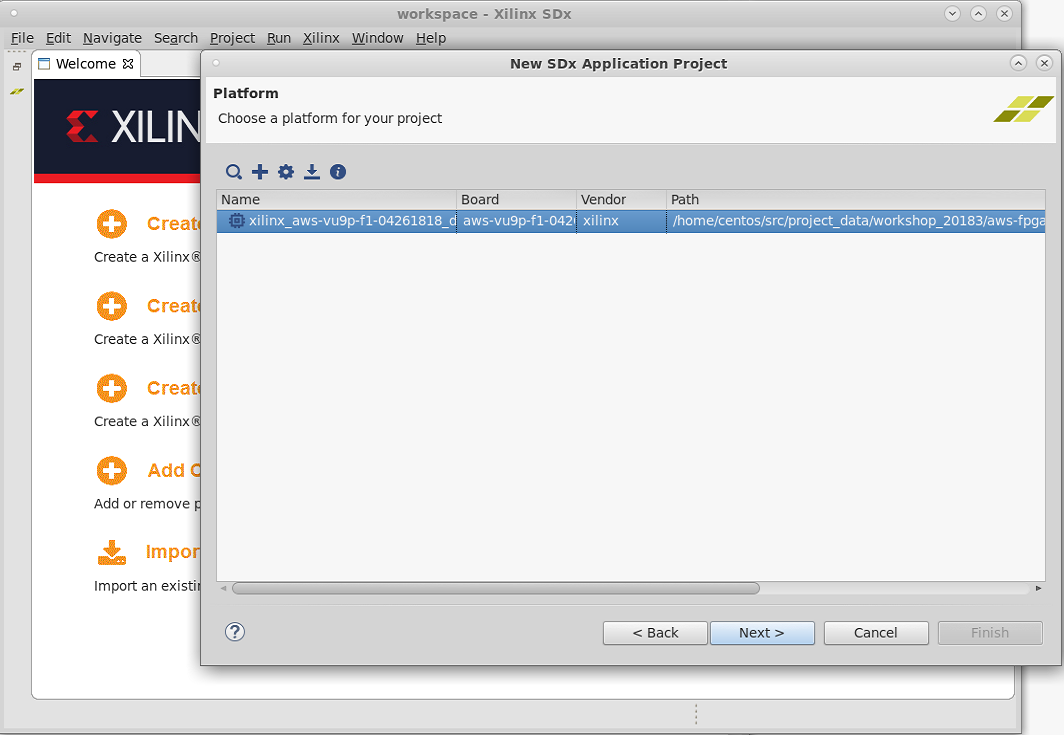 workspace - Xilinx SDx
File Edit Navigate Search Project Run Xilinx Window Help
Welcome
New SDx Application Project
Platform
Choose a platform for your project
XILIN
Name Board Vendor Path
xilinx_aws-vu9p-f1-04261818_d aws-vu9p-f1-042 xilinx /home/centos/src/project_data/workshop_20183/aws-fpga
Create
Create a Xilinx®
Create
Create a Xilinx®
Create
Create a Xilinx®
Add C
Add or remove p
Impor
Import an existin
? < Back Next > Cancel Finish